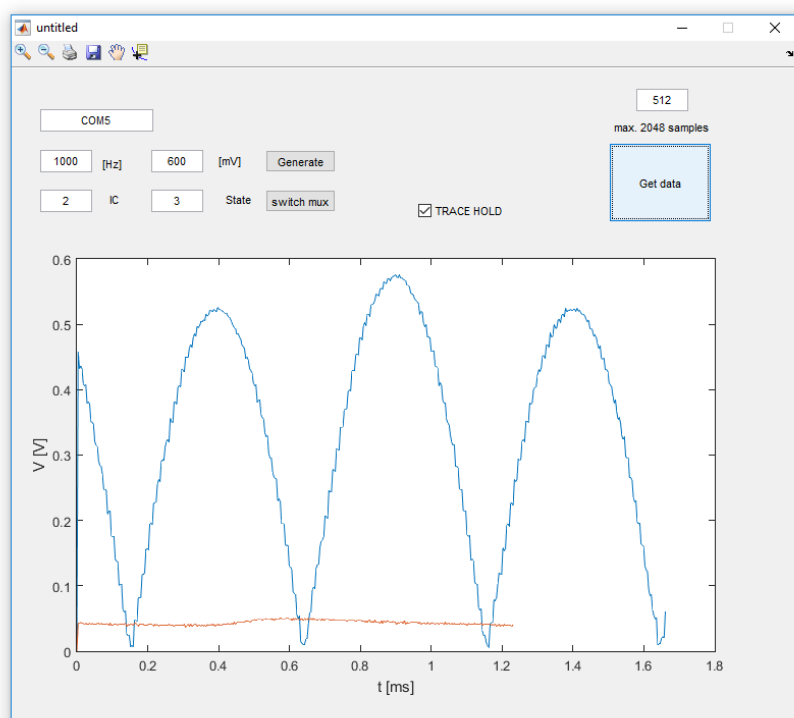 untitled
512
COM5
max. 2048 samples
1000 [Hz] 600 [mV] Generate
Get data
2 IC 3 State switch mux
TRACE HOLD
0.6
0.5
0.4
0.3
V [V]
0.2
0.1
0
0 0.2 0.4 0.6 0.8 1 1.2 1.4 1.6 1.8
t [ms]